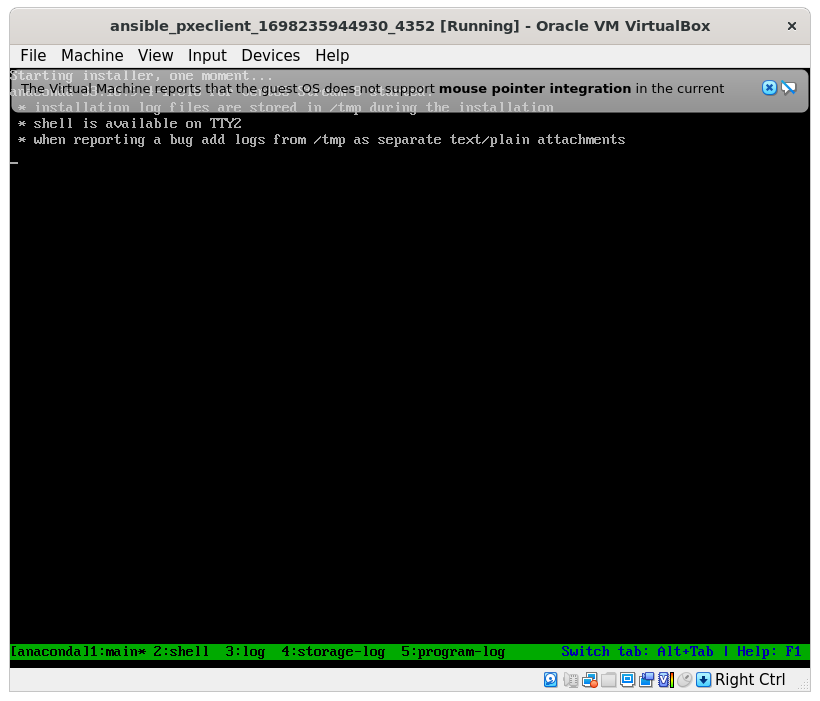 ansible_pxeclient_1698235944930_4352 [Running] - Oracle VM VirtualBox
File Machine View Input Devices Help
Starting installer, one moment...
The Virtual Machine reports that the guest OS does not support mouse pointer integration in the current
* installation log files are stored in /tmp during the installation
* shell is available on TTY2
* when reporting a bug add logs from /tmp as separate text/plain attachments
[anaconda]1:main* 2:shell 3:log 4:storage-log 5:program-log Switch tab: Alt+Tab | Help: F1
Right Ctrl